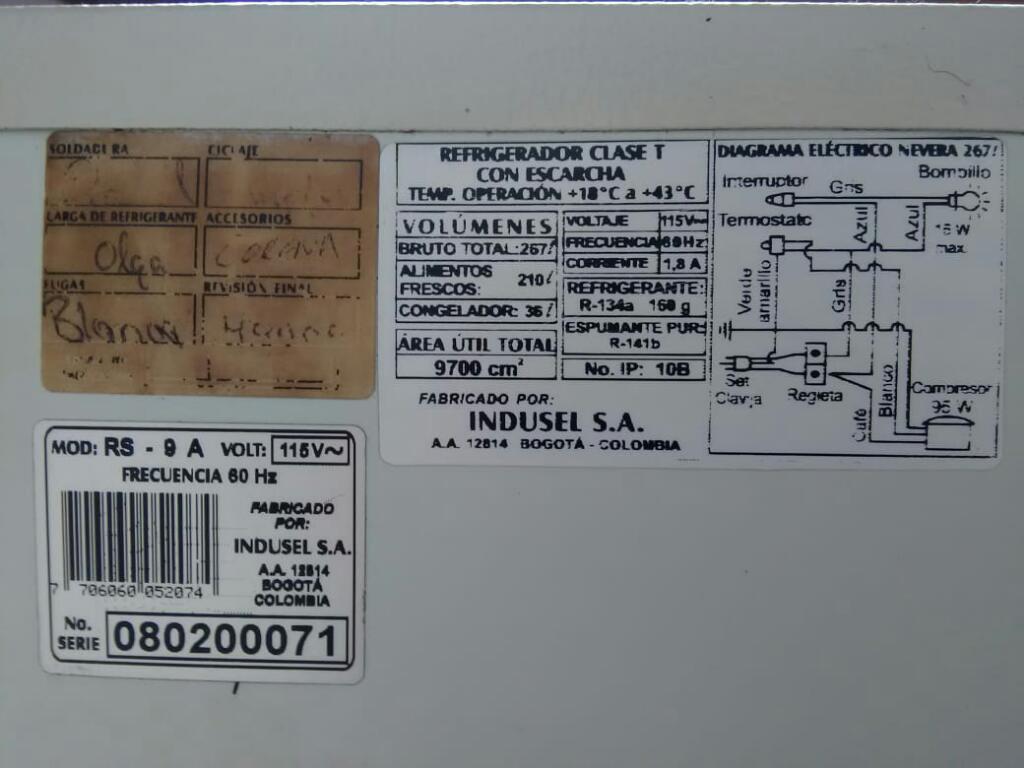 SOLDADURA
CICLAJE
CARGA DE REFRIGERANTE
ACCESORIOS
Olga
FUGAS
REVISIÓN FINAL
Blanca
REFRIGERADOR CLASE T
CON ESCARCHA
TEMP. OPERACIÓN +18°C a +43°C
VOLÚMENES
BRUTO TOTAL: 267ℓ
ALIMENTOS
FRESCOS: 210ℓ
CONGELADOR: 36ℓ
ÁREA ÚTIL TOTAL
9700 cm²
VOLTAJE 115V~
FRECUENCIA 60Hz
CORRIENTE 1,8 A
REFRIGERANTE:
R-134a 160 g
ESPUMANTE PUR:
R-141b
No. IP: 10B
FABRICADO POR:
INDUSEL S.A.
A.A. 12814 BOGOTÁ - COLOMBIA
DIAGRAMA ELÉCTRICO NEVERA 267ℓ
Interruptor
Gris
Bombillo
15 W
max.
Termostato
Azul
Azul
Verde
amarillo
Gris
Set
Clavija
Regleta
Café
Blanco
Compresor
95 W
MOD: RS - 9 A VOLT: 115V~
FRECUENCIA 60 Hz
FABRICADO
POR:
INDUSEL S.A.
A.A. 12814
BOGOTÁ
COLOMBIA
7 706060 052074
No.
SERIE 080200071